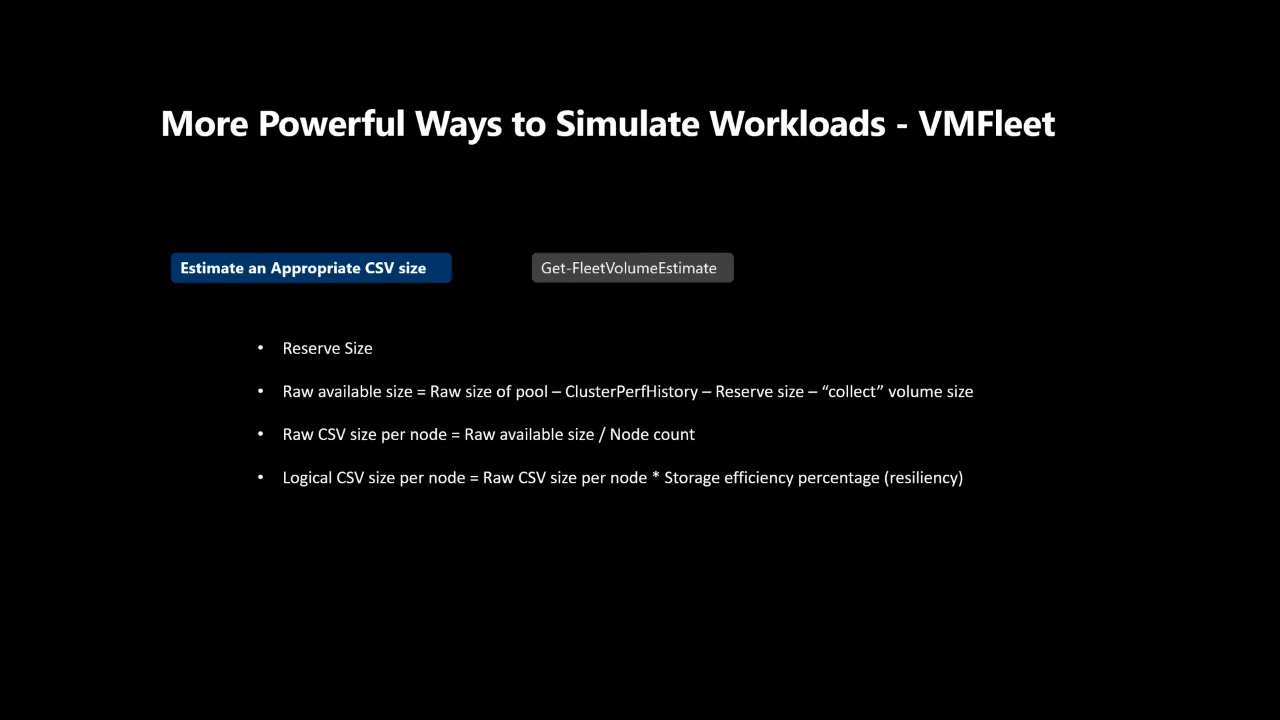 More Powerful Ways to Simulate Workloads - VMFleet
Estimate an Appropriate CSV size
Get-FleetVolumeEstimate
• Reserve Size
• Raw available size = Raw size of pool – ClusterPerfHistory – Reserve size – “collect” volume size
• Raw CSV size per node = Raw available size / Node count
• Logical CSV size per node = Raw CSV size per node * Storage efficiency percentage (resiliency)